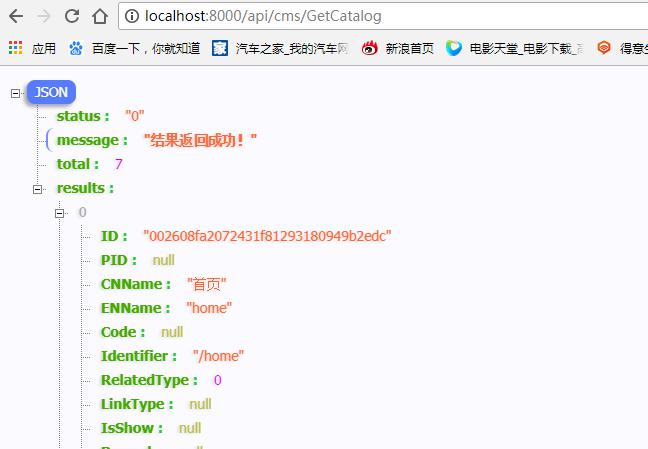 localhost:8000/api/cms/GetCatalog
应用 百度一下，你就知道 汽车之家_我的汽车网 新浪首页 电影天堂_电影下载_高 得意生
JSON
status : "0"
message : "结果返回成功！"
total : 7
results :
0
ID : "002608fa2072431f81293180949b2edc"
PID : null
CNName : "首页"
ENName : "home"
Code : null
Identifier : "/home"
RelatedType : 0
LinkType : null
IsShow : null